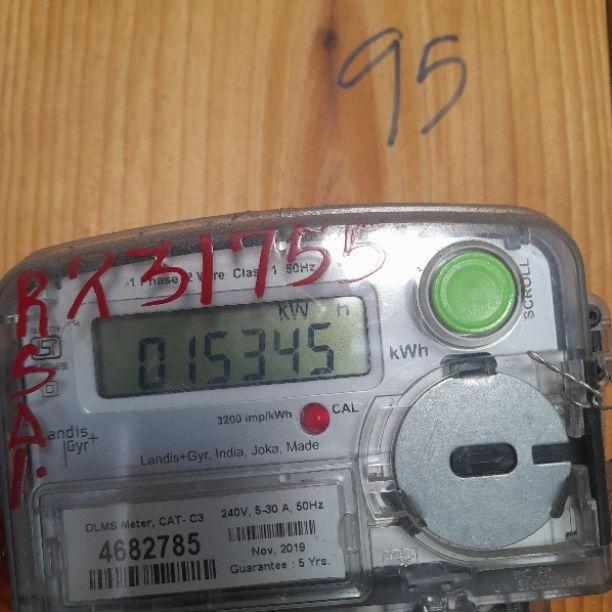 95
RX31755
RSDI.
1 Phase 2 Wire Class 1 50Hz
KW h
015345
kWh
SCROLL
3200 imp/kWh
CAL
Landis+
Gyr
Landis+Gyr, India, Joka, Made
DLMS Meter, CAT- C3
240V, 5-30 A, 50Hz
4682785
Nov, 2019
Guarantee : 5 Yrs.